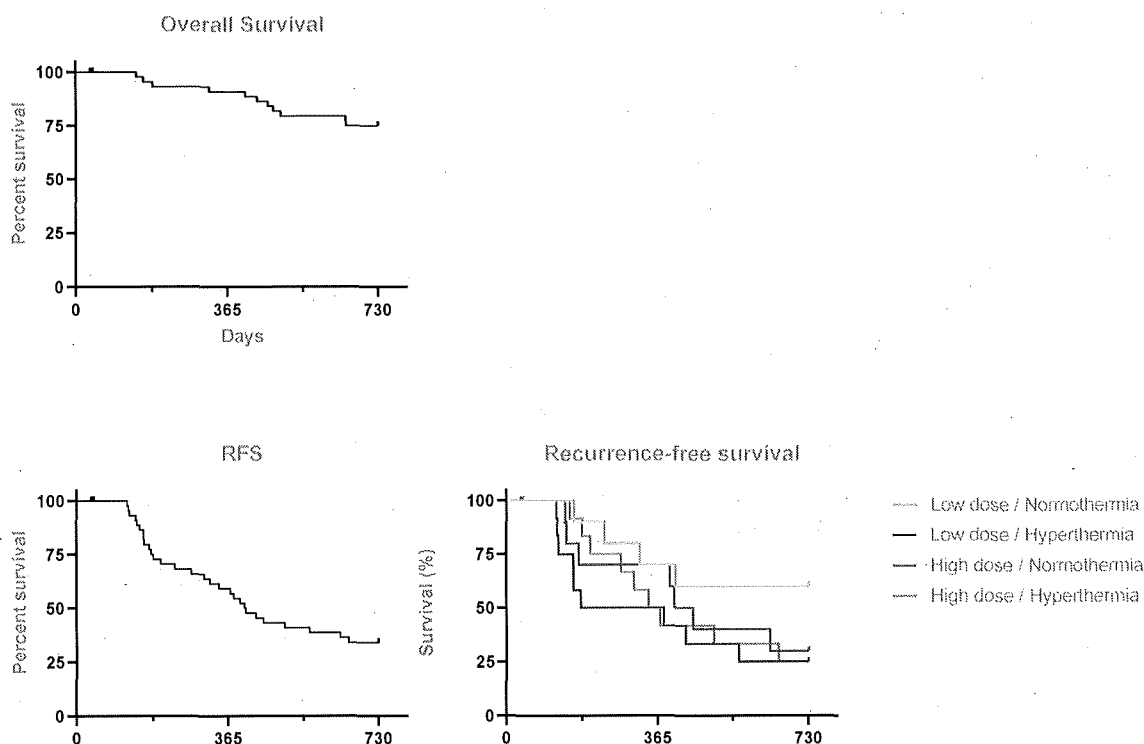 Overall Survival
100
75
50
25
0
Percent survival
0 365 730
Days
RFS
100
75
50
25
0
Percent survival
0 365 730
Recurrence-free survival
100
75
50
25
0
Survival (%)
0 365 730
Low dose / Normothermia
Low dose / Hyperthermia
High dose / Normothermia
High dose / Hyperthermia